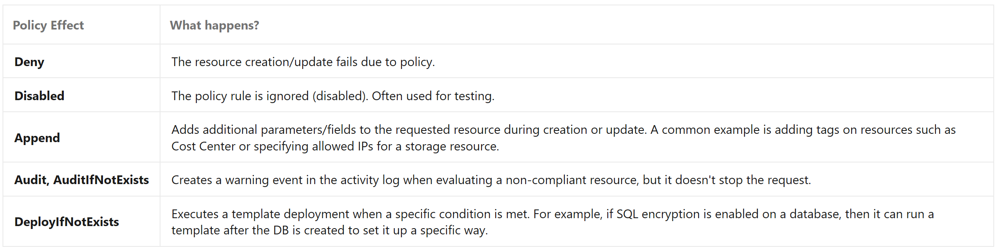 Policy Effect
What happens?
Deny
The resource creation/update fails due to policy.
Disabled
The policy rule is ignored (disabled). Often used for testing.
Append
Adds additional parameters/fields to the requested resource during creation or update. A common example is adding tags on resources such as
Cost Center or specifying allowed IPs for a storage resource.
Audit, AuditIfNotExists
Creates a warning event in the activity log when evaluating a non-compliant resource, but it doesn't stop the request.
DeployIfNotExists
Executes a template deployment when a specific condition is met. For example, if SQL encryption is enabled on a database, then it can run a
template after the DB is created to set it up a specific way.